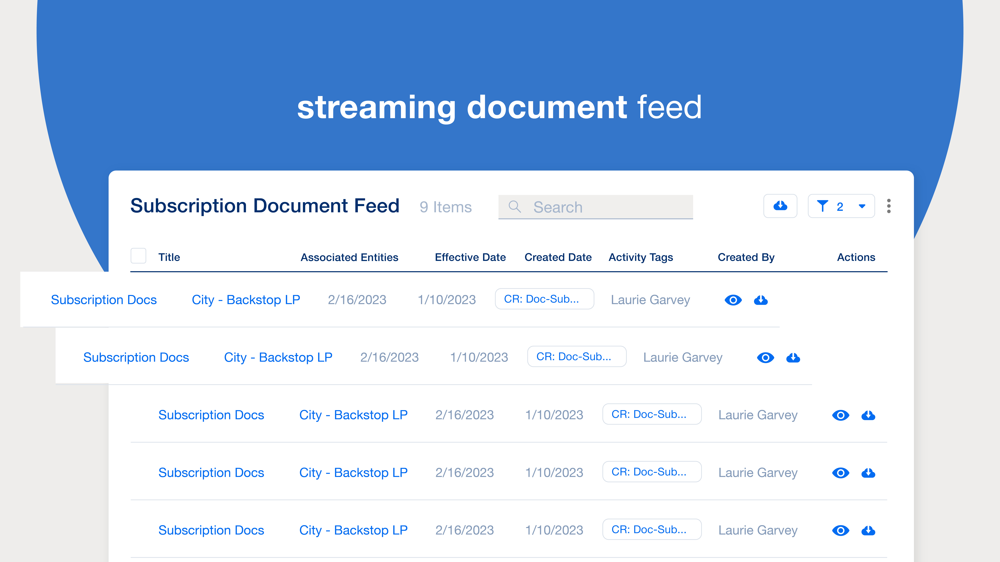 streaming document feed
Subscription Document Feed 9 Items Search 2
Title Associated Entities Effective Date Created Date Activity Tags Created By Actions
Subscription Docs City - Backstop LP 2/16/2023 1/10/2023 CR: Doc-Sub... Laurie Garvey
Subscription Docs City - Backstop LP 2/16/2023 1/10/2023 CR: Doc-Sub... Laurie Garvey
Subscription Docs City - Backstop LP 2/16/2023 1/10/2023 CR: Doc-Sub... Laurie Garvey
Subscription Docs City - Backstop LP 2/16/2023 1/10/2023 CR: Doc-Sub... Laurie Garvey
Subscription Docs City - Backstop LP 2/16/2023 1/10/2023 CR: Doc-Sub... Laurie Garvey